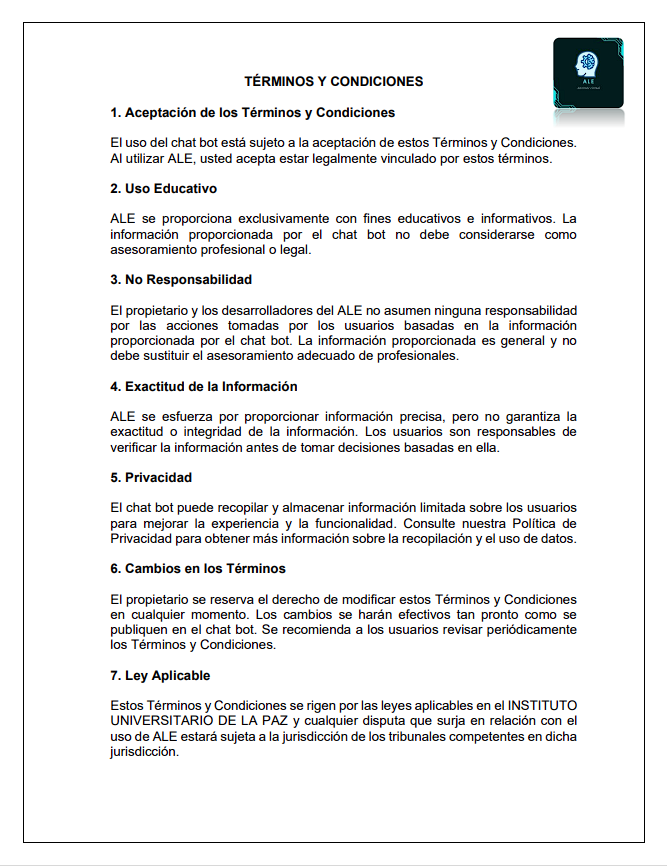 ALE
TÉRMINOS Y CONDICIONES
1. Aceptación de los Términos y Condiciones
El uso del chat bot está sujeto a la aceptación de estos Términos y Condiciones.
Al utilizar ALE, usted acepta estar legalmente vinculado por estos términos.
2. Uso Educativo
ALE se proporciona exclusivamente con fines educativos e informativos. La
información proporcionada por el chat bot no debe considerarse como
asesoramiento profesional o legal.
3. No Responsabilidad
El propietario y los desarrolladores del ALE no asumen ninguna responsabilidad
por las acciones tomadas por los usuarios basadas en la información
proporcionada por el chat bot. La información proporcionada es general y no
debe sustituir el asesoramiento adecuado de profesionales.
4. Exactitud de la Información
ALE se esfuerza por proporcionar información precisa, pero no garantiza la
exactitud o integridad de la información. Los usuarios son responsables de
verificar la información antes de tomar decisiones basadas en ella.
5. Privacidad
El chat bot puede recopilar y almacenar información limitada sobre los usuarios
para mejorar la experiencia y la funcionalidad. Consulte nuestra Política de
Privacidad para obtener más información sobre la recopilación y el uso de datos.
6. Cambios en los Términos
El propietario se reserva el derecho de modificar estos Términos y Condiciones
en cualquier momento. Los cambios se harán efectivos tan pronto como se
publiquen en el chat bot. Se recomienda a los usuarios revisar periódicamente
los Términos y Condiciones.
7. Ley Aplicable
Estos Términos y Condiciones se rigen por las leyes aplicables en el INSTITUTO
UNIVERSITARIO DE LA PAZ y cualquier disputa que surja en relación con el
uso de ALE estará sujeta a la jurisdicción de los tribunales competentes en dicha
jurisdicción.